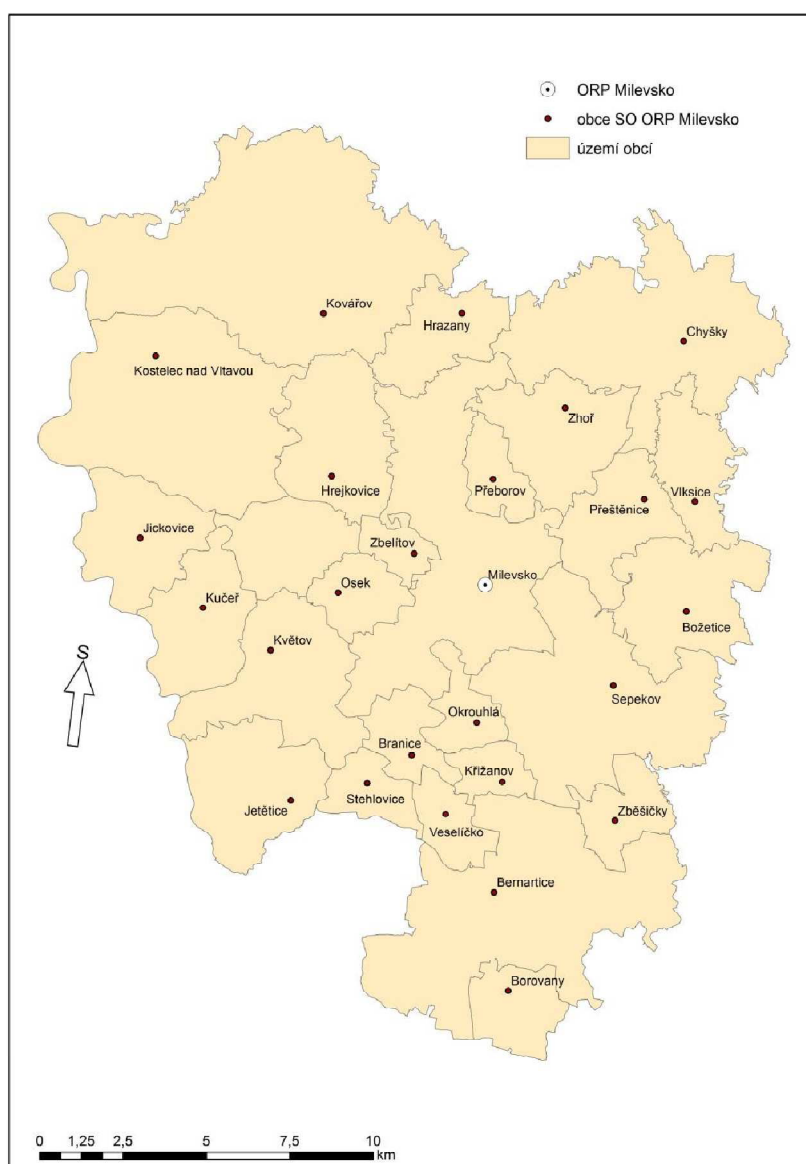 ORP Milevsko
obce SO ORP Milevsko
území obcí
Kovářov
Hrazany
Chyšky
Kostelec nad Vltavou
Zhoř
Hrejkovice
Přeborov
Přeštěnice
Vlksice
Jickovice
Zbelítov
Milevsko
Osek
Kučeř
Božetice
Květov
S
Sepekov
Okrouhlá
Branice
Křižanov
Jetětice
Stehlovice
Veselíčko
Zběšičky
Bernartice
Borovany
0 1,25 2,5 5 7,5 10
km